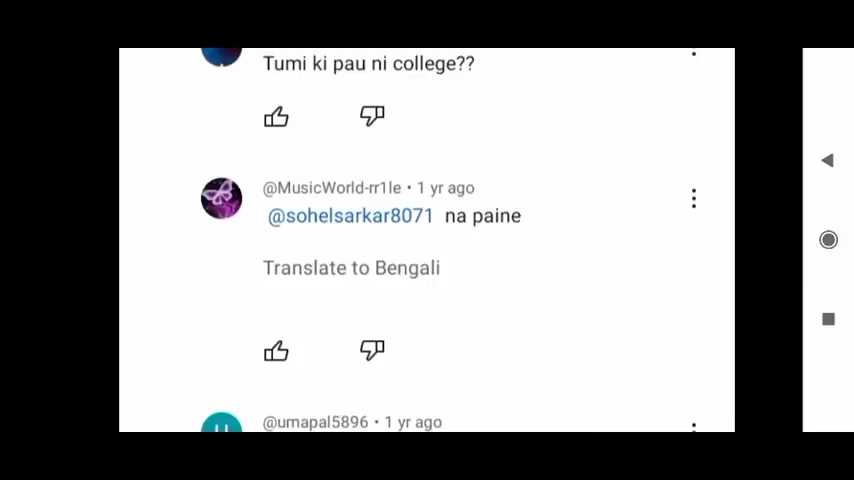 Tumi ki pau ni college??
@MusicWorld-rr1le • 1 yr ago
@sohelsarkar8071 na paine
Translate to Bengali
@umapal5896 • 1 yr ago